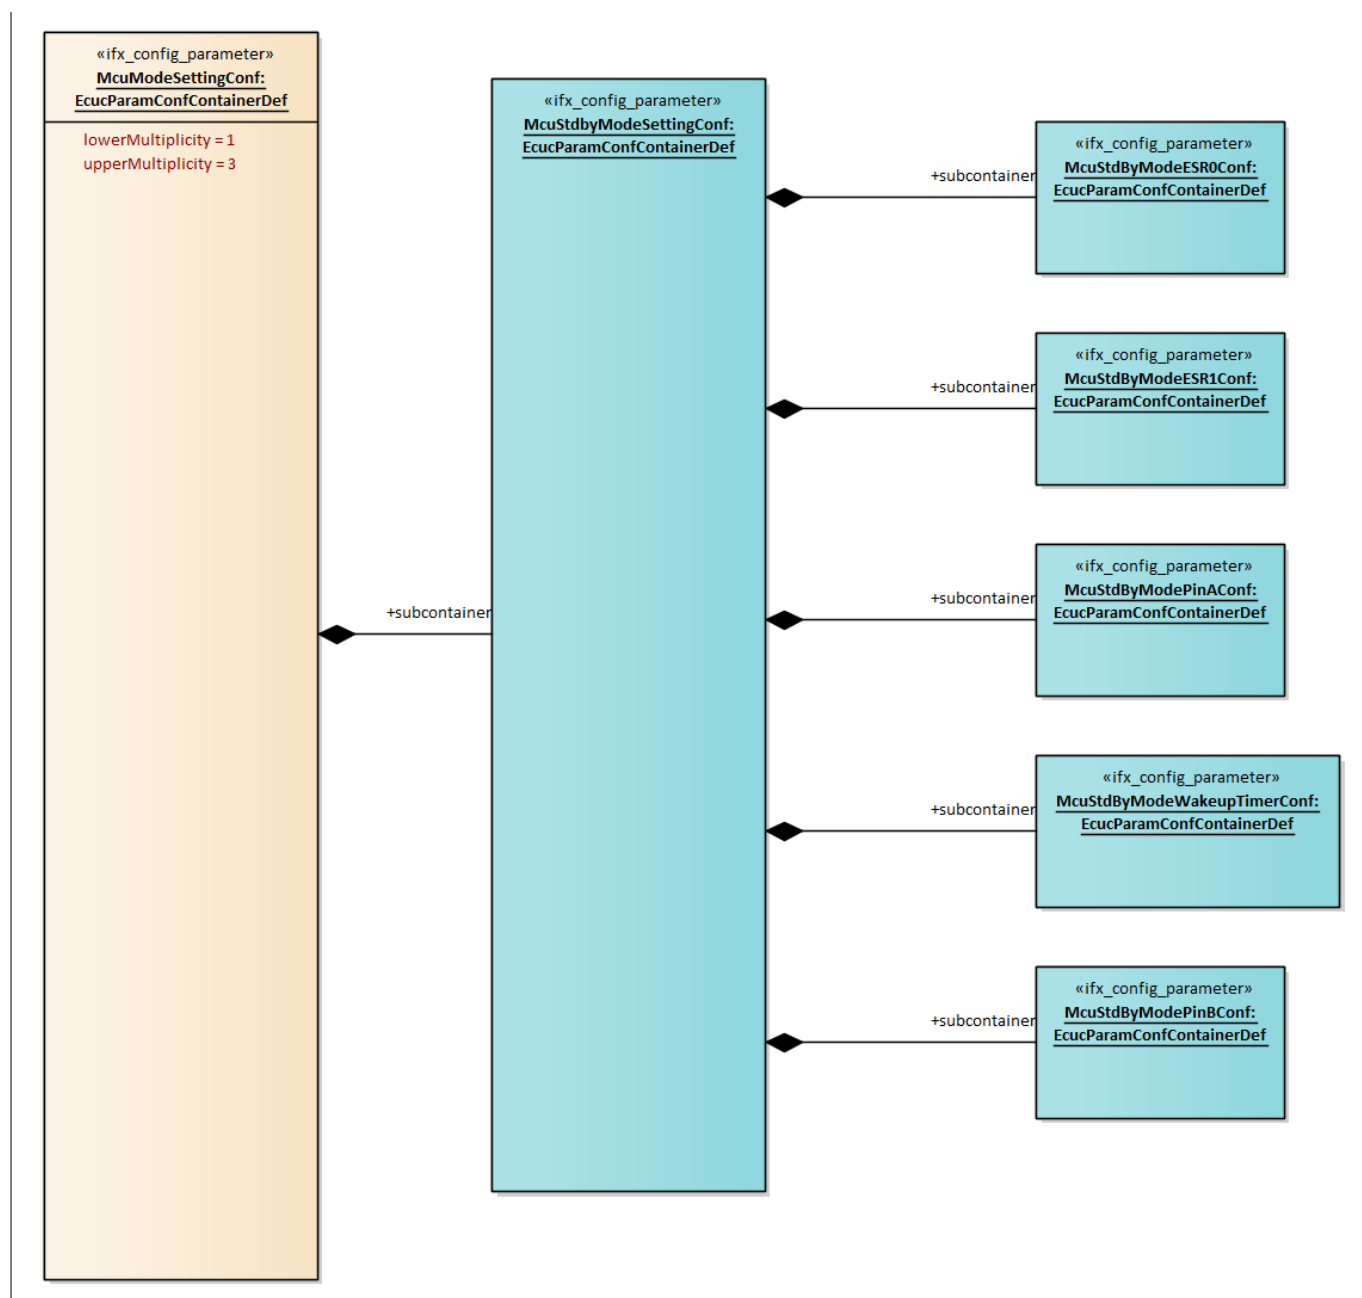 «ifx_config_parameter»
McuModeSettingConf:
EcucParamConfContainerDef
lowerMultiplicity = 1
upperMultiplicity = 3
+subcontainer
«ifx_config_parameter»
McuStdbyModeSettingConf:
EcucParamConfContainerDef
+subcontainer
«ifx_config_parameter»
McuStdByModeESR0Conf:
EcucParamConfContainerDef
+subcontainer
«ifx_config_parameter»
McuStdByModeESR1Conf:
EcucParamConfContainerDef
+subcontainer
«ifx_config_parameter»
McuStdByModePinAConf:
EcucParamConfContainerDef
+subcontainer
«ifx_config_parameter»
McuStdByModeWakeupTimerConf:
EcucParamConfContainerDef
+subcontainer
«ifx_config_parameter»
McuStdByModePinBConf:
EcucParamConfContainerDef